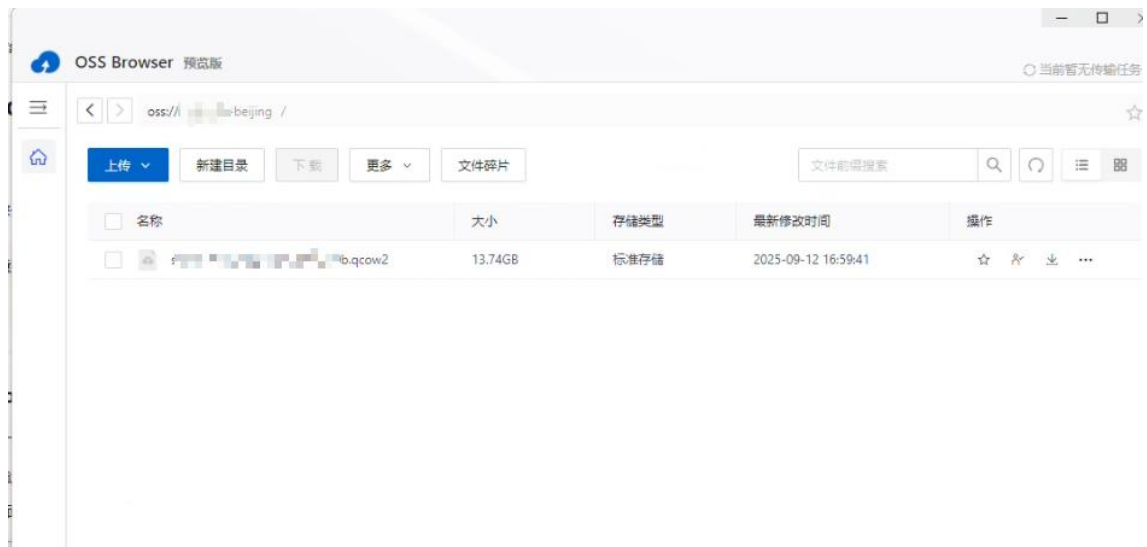 OSS Browser 预览版
当前暂无传输任务
oss:// -beijing /
上传 新建目录 下载 更多 文件碎片 文件前缀搜索
名称 大小 存储类型 最新修改时间 操作
b.qcow2 13.74GB 标准存储 2025-09-12 16:59:41